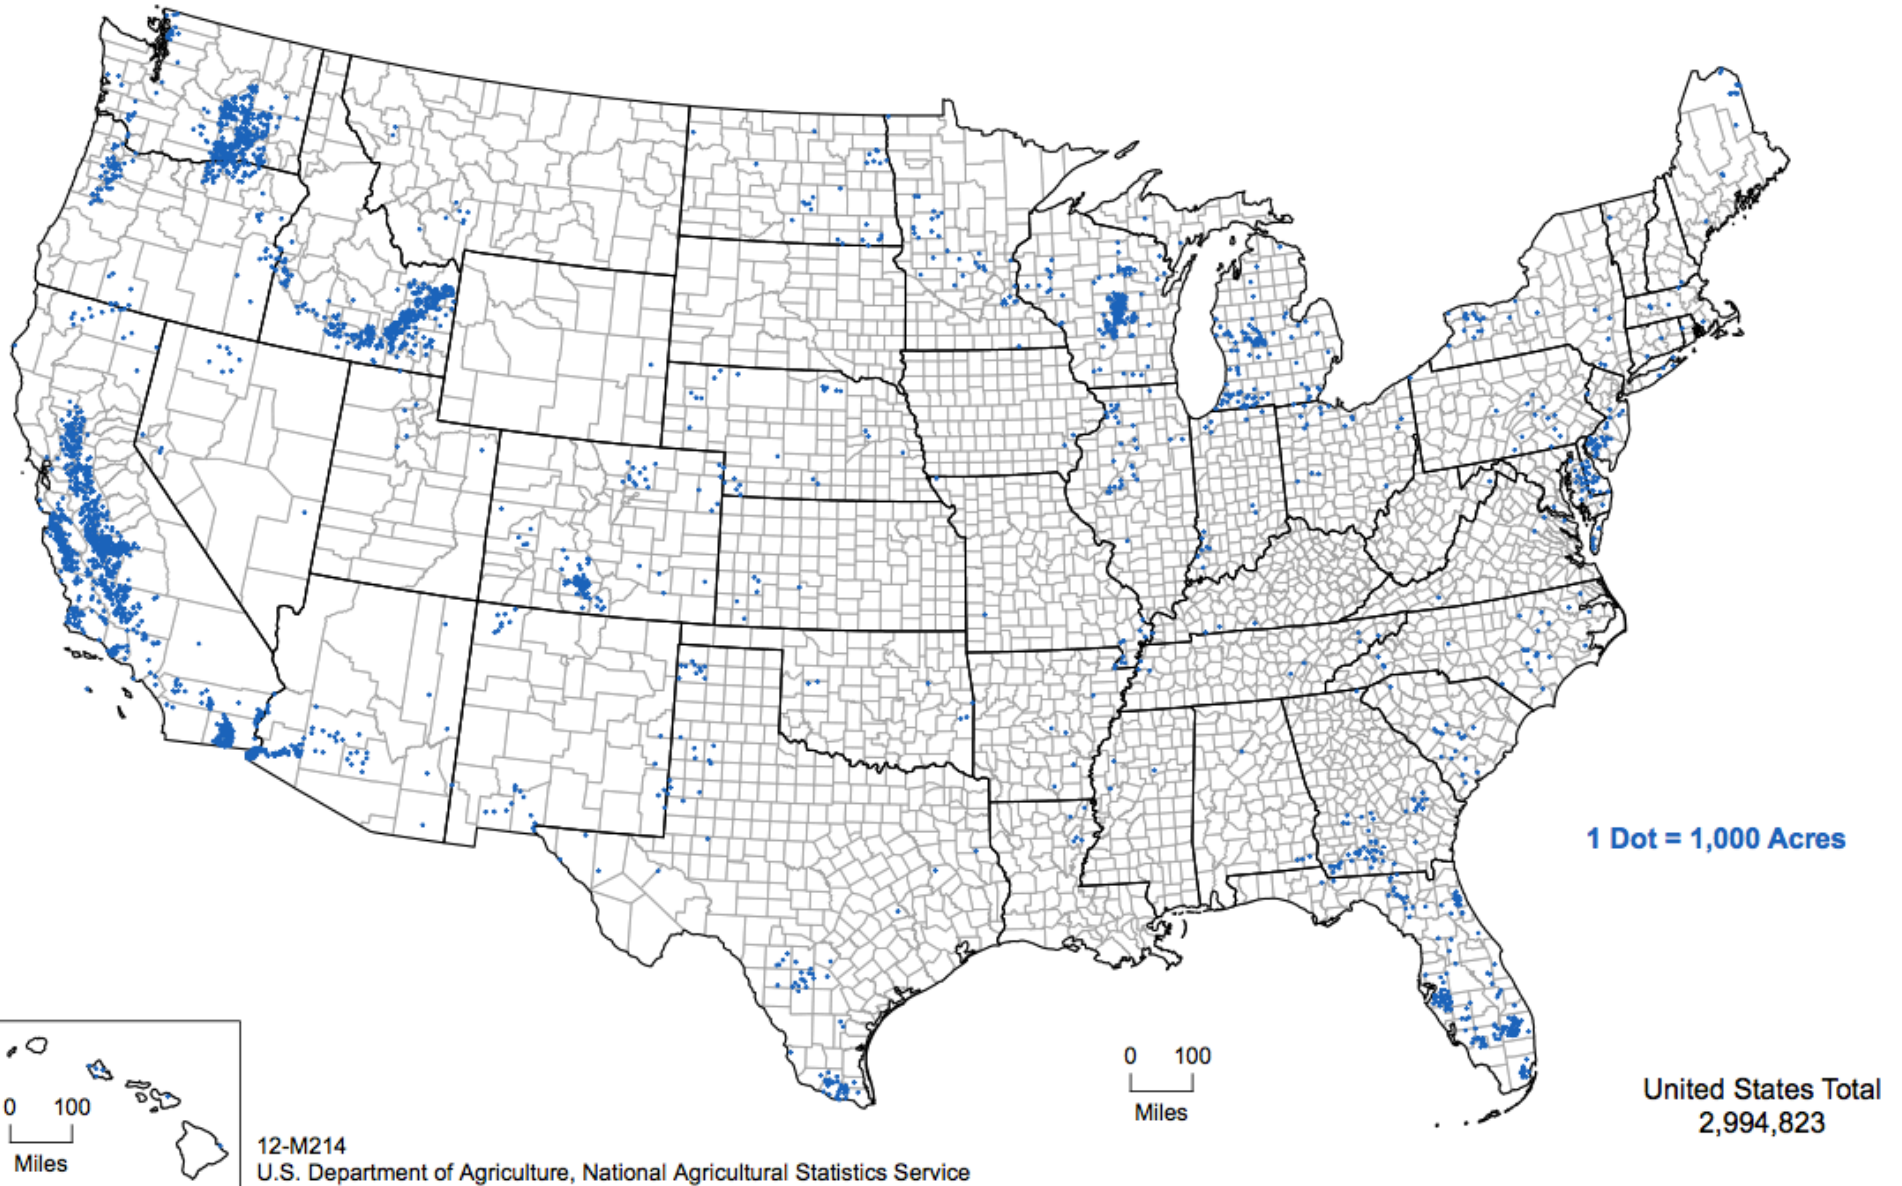 1 Dot = 1,000 Acres
0 100
Miles
United States Total
2,994,823
0 100
Miles
12-M214
U.S. Department of Agriculture, National Agricultural Statistics Service